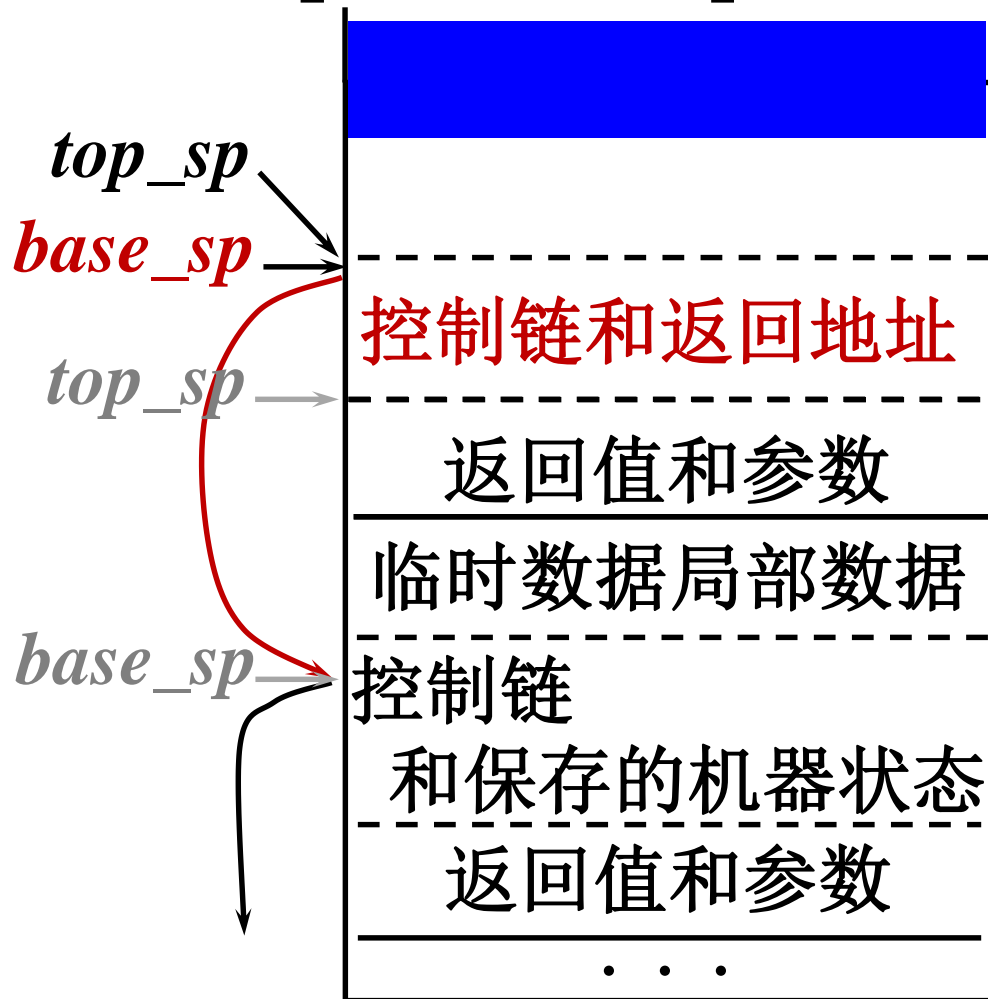 top_sp
base_sp
控制链和返回地址
top_sp
返回值和参数
临时数据局部数据
base_sp
控制链
和保存的机器状态
返回值和参数
. . .